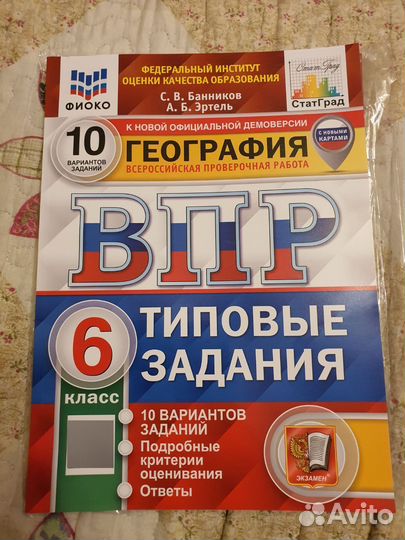 ФЕДЕРАЛЬНЫЙ ИНСТИТУТ
ОЦЕНКИ КАЧЕСТВА ОБРАЗОВАНИЯ
ФИОКО
С. В. Банников
А. Б. Эртель
СтатГрад
СтатГрад
К НОВОЙ ОФИЦИАЛЬНОЙ ДЕМОВЕРСИИ
10
ВАРИАНТОВ
ЗАДАНИЙ
ГЕОГРАФИЯ
ВСЕРОССИЙСКАЯ ПРОВЕРОЧНАЯ РАБОТА
С НОВЫМИ
КАРТАМИ
ВПР
6
класс
ТИПОВЫЕ
ЗАДАНИЯ
10 ВАРИАНТОВ
ЗАДАНИЙ
Подробные
критерии
оценивания
Ответы
ЭКЗАМЕН
Avito